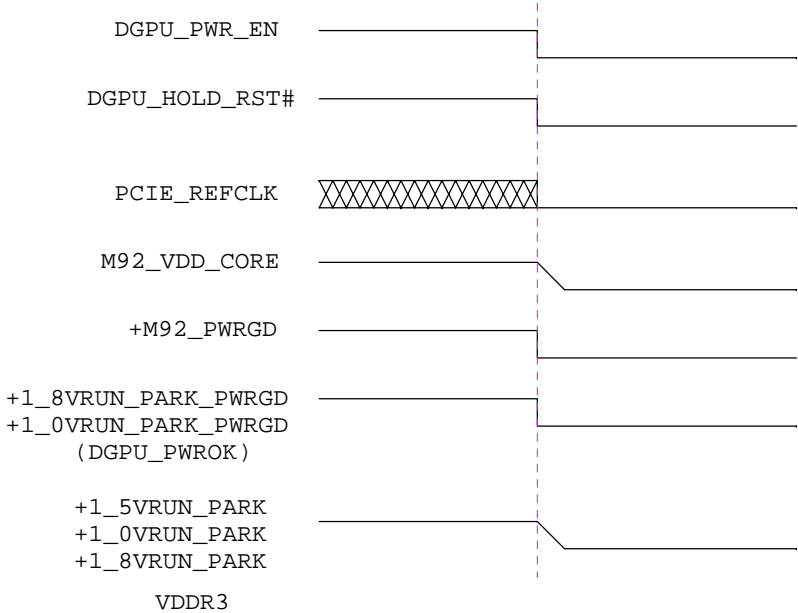 DGPU_PWR_EN
DGPU_HOLD_RST#
PCIE_REFCLK
M92_VDD_CORE
+M92_PWRGD
+1_8VRUN_PARK_PWRGD
+1_0VRUN_PARK_PWRGD
(DGPU_PWROK)
+1_5VRUN_PARK
+1_0VRUN_PARK
+1_8VRUN_PARK
VDDR3